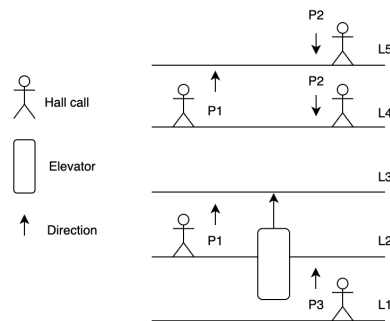 P2
L5
P2
Hall call
P1
L4
Elevator
L3
Direction
P1
L2
P3
L1